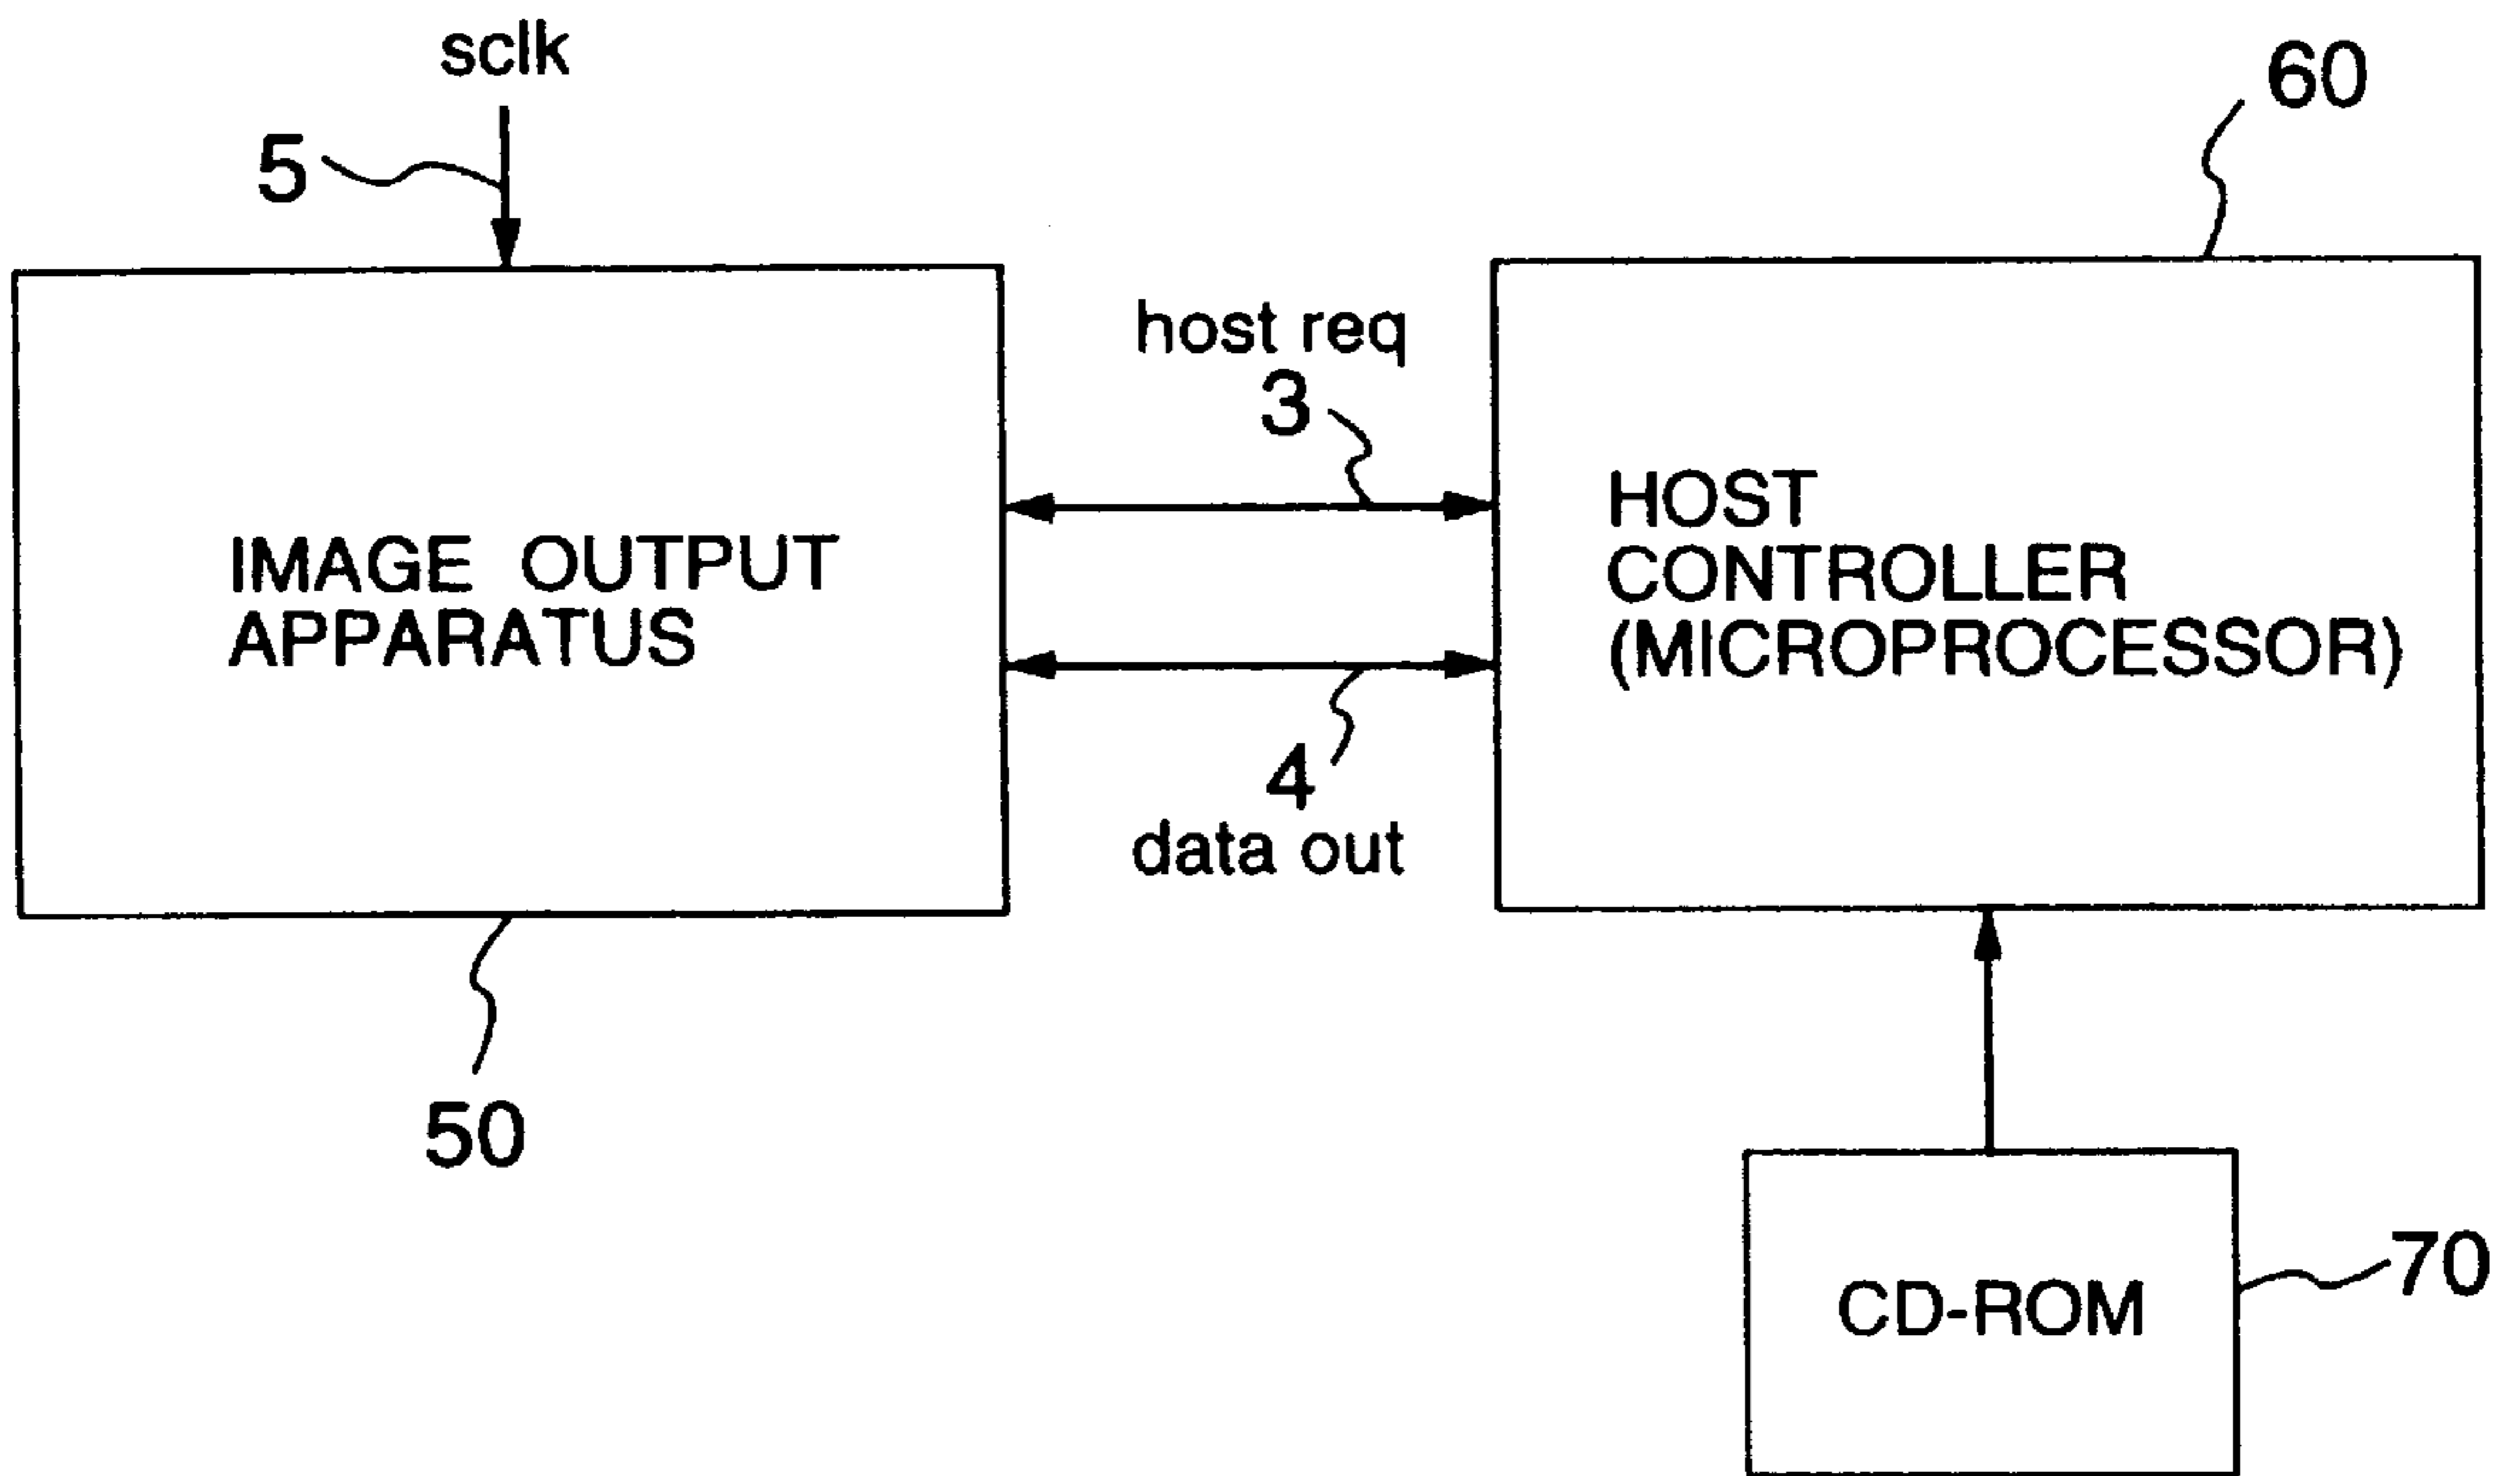 sclk
5
60
host req
3
IMAGE OUTPUT
APPARATUS
HOST
CONTROLLER
(MICROPROCESSOR)
4
data out
50
CD-ROM
70